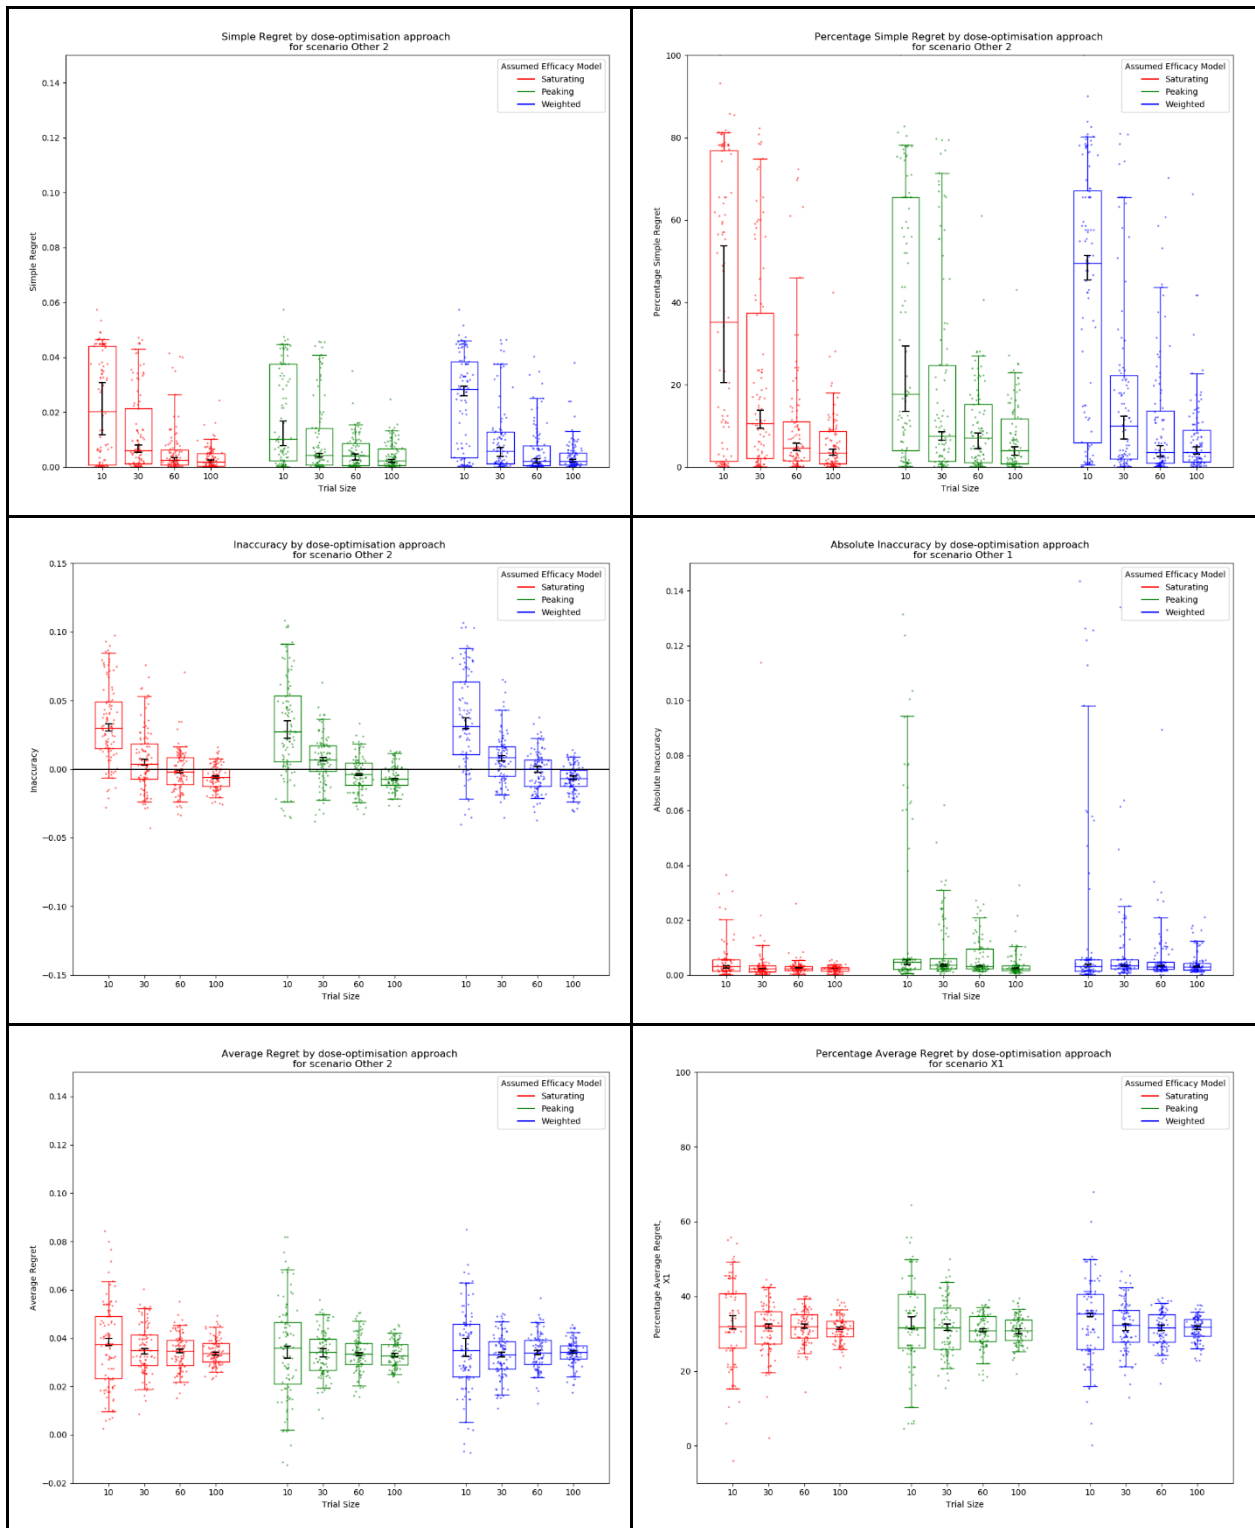 Simple Regret by dose-optimisation approach
for scenario Other 2
Assumed Efficacy Model
Saturating
Peaking
Weighted
0.14
0.12
0.10
0.08
0.06
0.04
0.02
0.00
Simple Regret
10 30 60 100 10 30 60 100 10 30 60 100
Trial Size
Percentage Simple Regret by dose-optimisation approach
for scenario Other 2
Assumed Efficacy Model
Saturating
Peaking
Weighted
100
80
60
40
20
0
Percentage Simple Regret
10 30 60 100 10 30 60 100 10 30 60 100
Trial Size
Inaccuracy by dose-optimisation approach
for scenario Other 2
Assumed Efficacy Model
Saturating
Peaking
Weighted
0.15
0.10
0.05
0.00
−0.05
−0.10
−0.15
Inaccuracy
10 30 60 100 10 30 60 100 10 30 60 100
Trial Size
Absolute Inaccuracy by dose-optimisation approach
for scenario Other 1
Assumed Efficacy Model
Saturating
Peaking
Weighted
0.14
0.12
0.10
0.08
0.06
0.04
0.02
0.00
Absolute Inaccuracy
10 30 60 100 10 30 60 100 10 30 60 100
Trial Size
Average Regret by dose-optimisation approach
for scenario Other 2
Assumed Efficacy Model
Saturating
Peaking
Weighted
0.14
0.12
0.10
0.08
0.06
0.04
0.02
0.00
−0.02
Average Regret
10 30 60 100 10 30 60 100 10 30 60 100
Trial Size
Percentage Average Regret by dose-optimisation approach
for scenario X1
Assumed Efficacy Model
Saturating
Peaking
Weighted
100
80
60
40
20
0
Percentage Average Regret,
X1
10 30 60 100 10 30 60 100 10 30 60 100
Trial Size